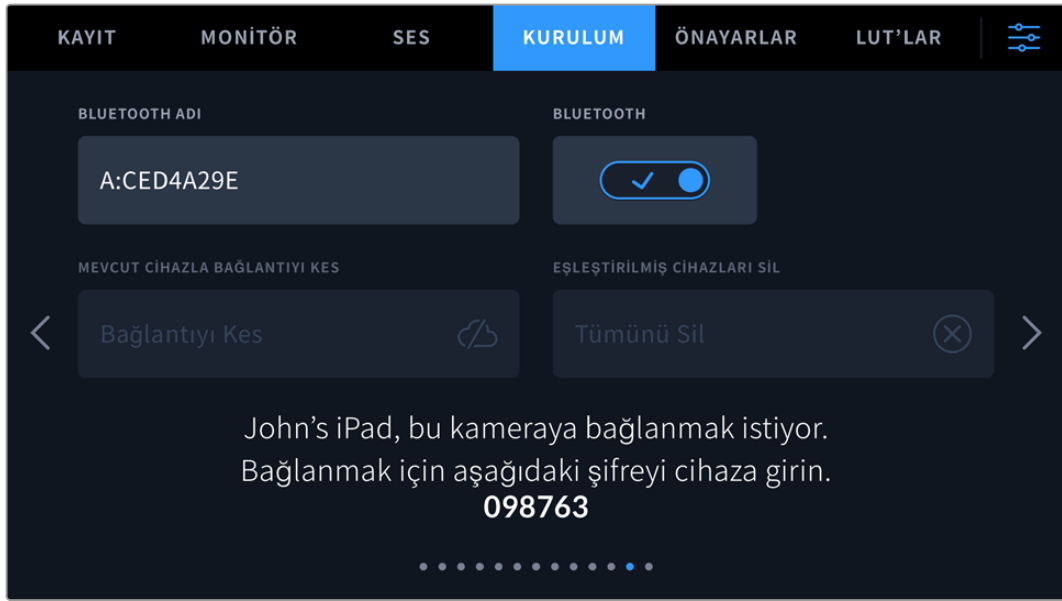 KAYIT MONİTÖR SES KURULUM ÖNAYARLAR LUT’LAR
BLUETOOTH ADI BLUETOOTH
A:CED4A29E
MEVCUT CİHAZLA BAĞLANTIYI KES EŞLEŞTİRİLMİŞ CİHAZLARI SİL
Bağlantıyı Kes Tümünü Sil
John’s iPad, bu kameraya bağlanmak istiyor.
Bağlanmak için aşağıdaki şifreyi cihaza girin.
098763